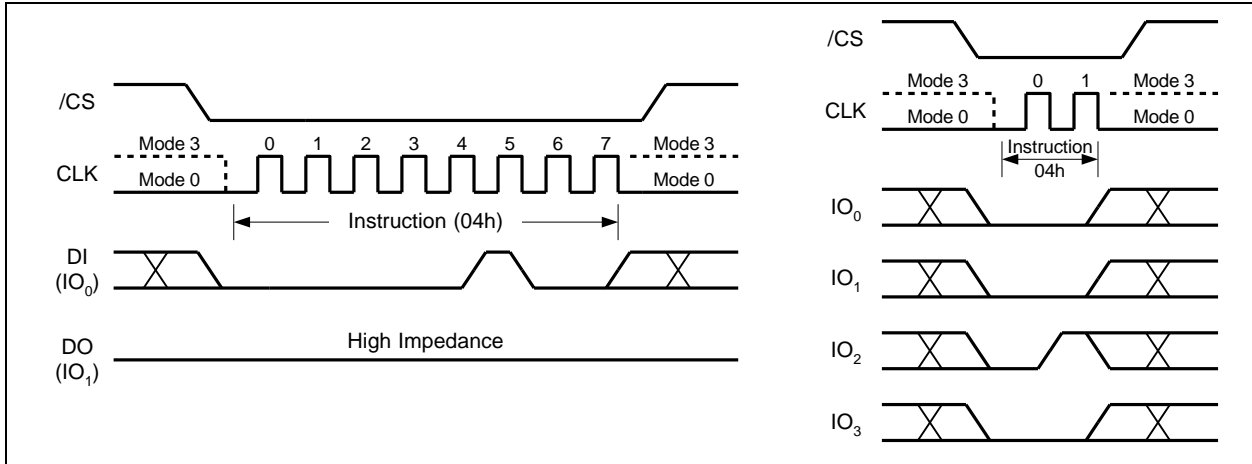 /CS
Mode 3 0 1 2 3 4 5 6 7 Mode 3
CLK
Mode 0 Mode 0
Instruction (04h)
DI
(IO0)
High Impedance
DO
(IO1)
/CS
Mode 3 0 1 Mode 3
CLK
Mode 0 Mode 0
Instruction
04h
IO0
IO1
IO2
IO3